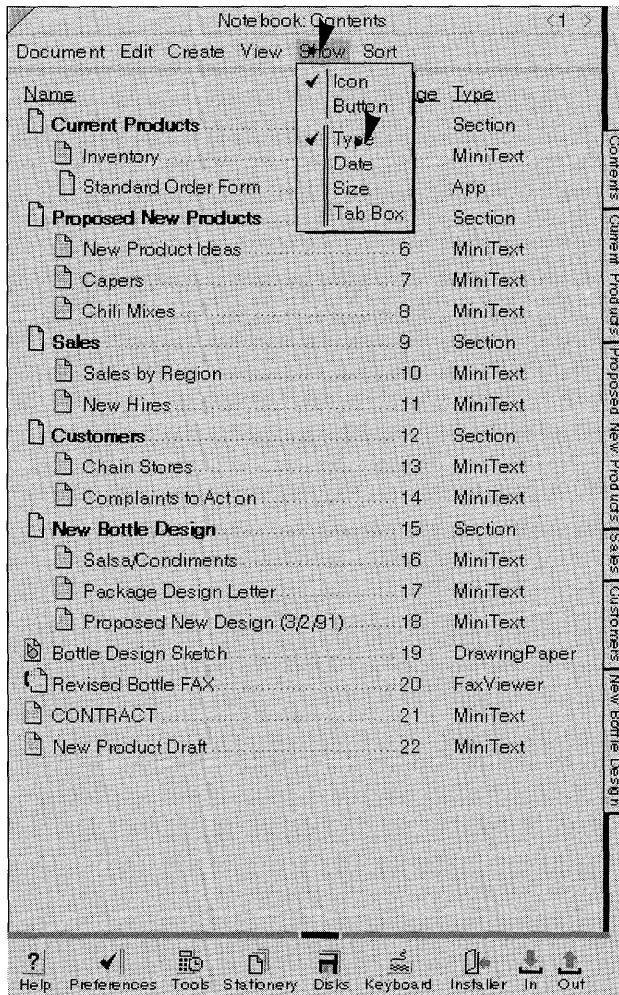 Notebook: Contents <1 >
Document Edit Create View Show Sort
Icon
Button
Type
Date
Size
Tab Box
Name ge Type
Current Products Section
Inventory MiniText
Standard Order Form App
Proposed New Products Section
New Product Ideas 6 MiniText
Capers 7 MiniText
Chili Mixes 8 MiniText
Sales 9 Section
Sales by Region 10 MiniText
New Hires 11 MiniText
Customers 12 Section
Chain Stores 13 MiniText
Complaints to Act on 14 MiniText
New Bottle Design 15 Section
Salsa/Condiments 16 MiniText
Package Design Letter 17 MiniText
Proposed New Design (3/2/91) 18 MiniText
Bottle Design Sketch 19 DrawingPaper
Revised Bottle FAX 20 FaxViewer
CONTRACT 21 MiniText
New Product Draft 22 MiniText
Contents
Current Products
Proposed New Products
Sales
Customers
New Bottle Design
? Help Preferences Tools Stationery Disks Keyboard Installer In Out